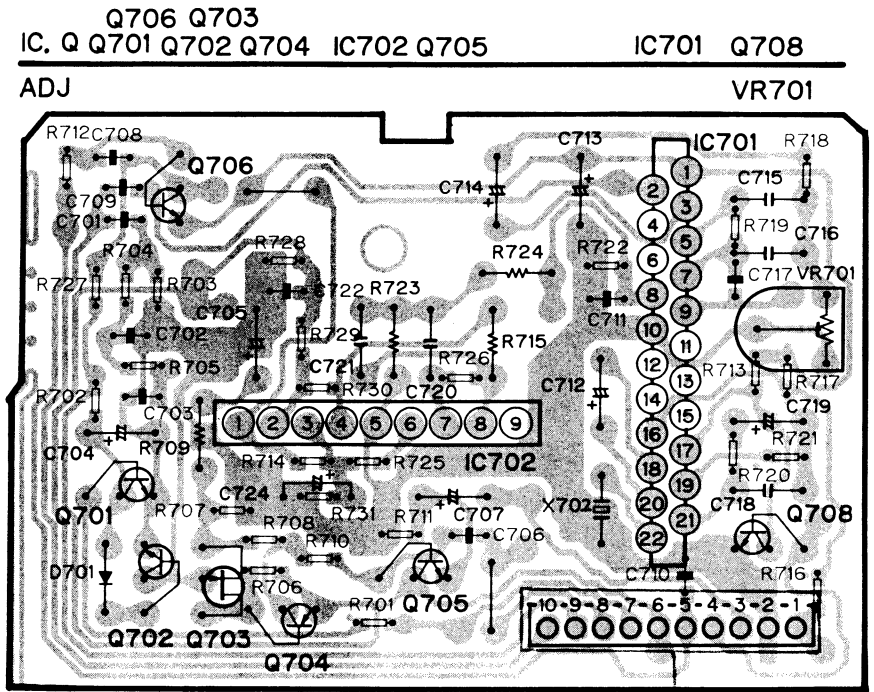 Q706 Q703
IC, Q Q701 Q702 Q704 IC702 Q705 IC701 Q708
ADJ VR701
R712 C708 C713 IC701 R718
Q706
C709 C714 2 1 C715
C701 4 3 R719
R704 R728 R724 R722 6 5 C716
R727 R703 C722 R723 8 7 C717 VR701
C705 C711 10 9
C702 R729 R715 12 11
R705 C721 R726 R713
R702 R730 C720 C712 14 13 R717
C703 1 2 3 4 5 6 7 8 9 16 15 C719
C704 R709 R714 R725 IC702 18 17 R721
C724 20 19 R720
Q701 R707 R731 R711 C707 X702 C718 Q708
R708 C706 22 21
D701 R710 C710 R716
R706 Q705
Q702 Q703 R701 10-9-8-7-6-5-4-3-2-1
Q704